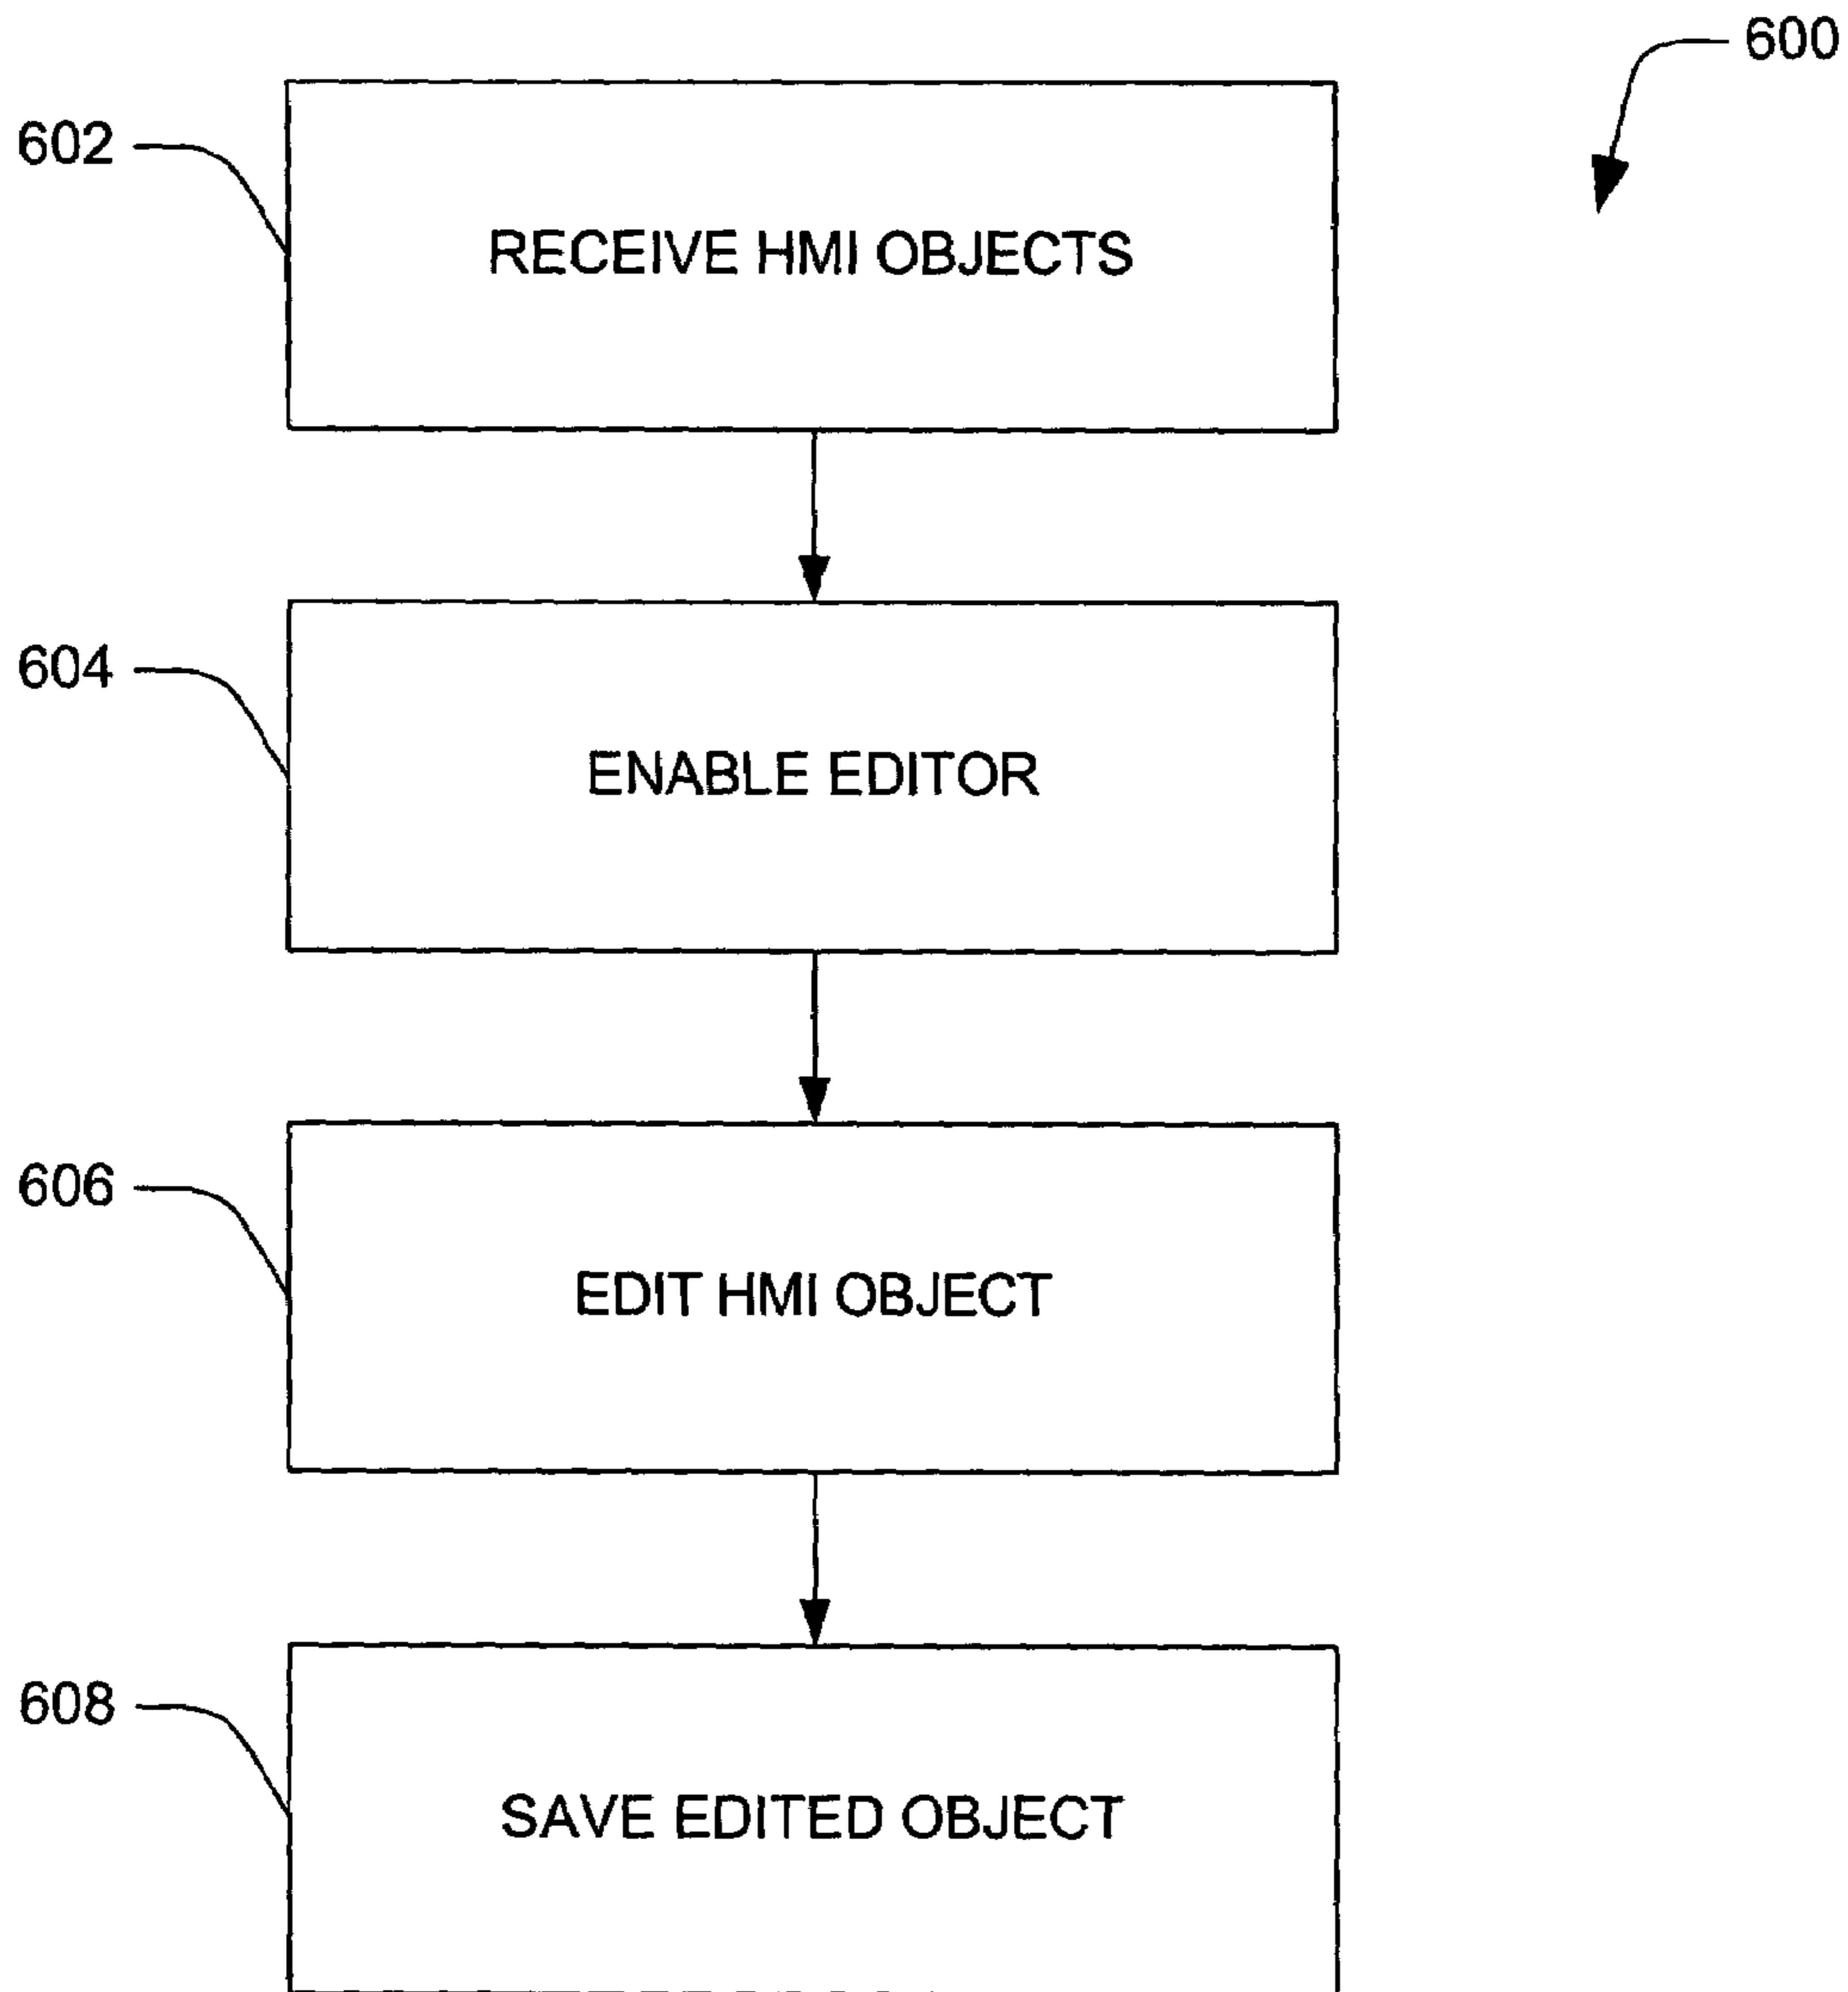 600
602
RECEIVE HMI OBJECTS
604
ENABLE EDITOR
606
EDIT HMI OBJECT
608
SAVE EDITED OBJECT